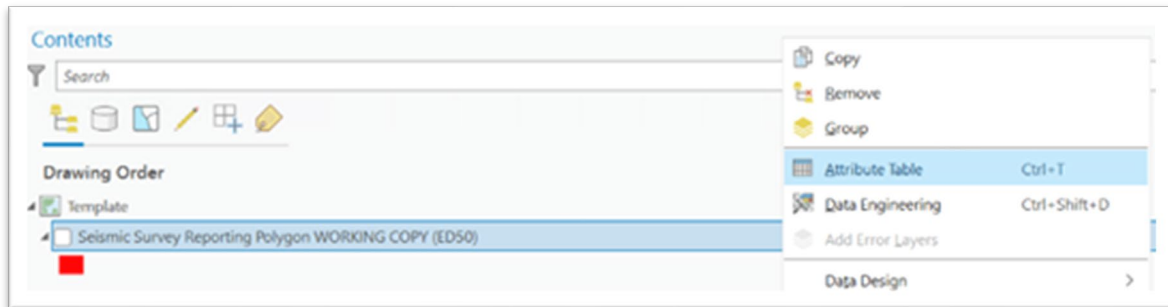 Contents
Search
Drawing Order
Template
Seismic Survey Reporting Polygon WORKING COPY (ED50)
Copy
Remove
Group
Attribute Table Ctrl+T
Data Engineering Ctrl+Shift+D
Add Error Layers
Data Design